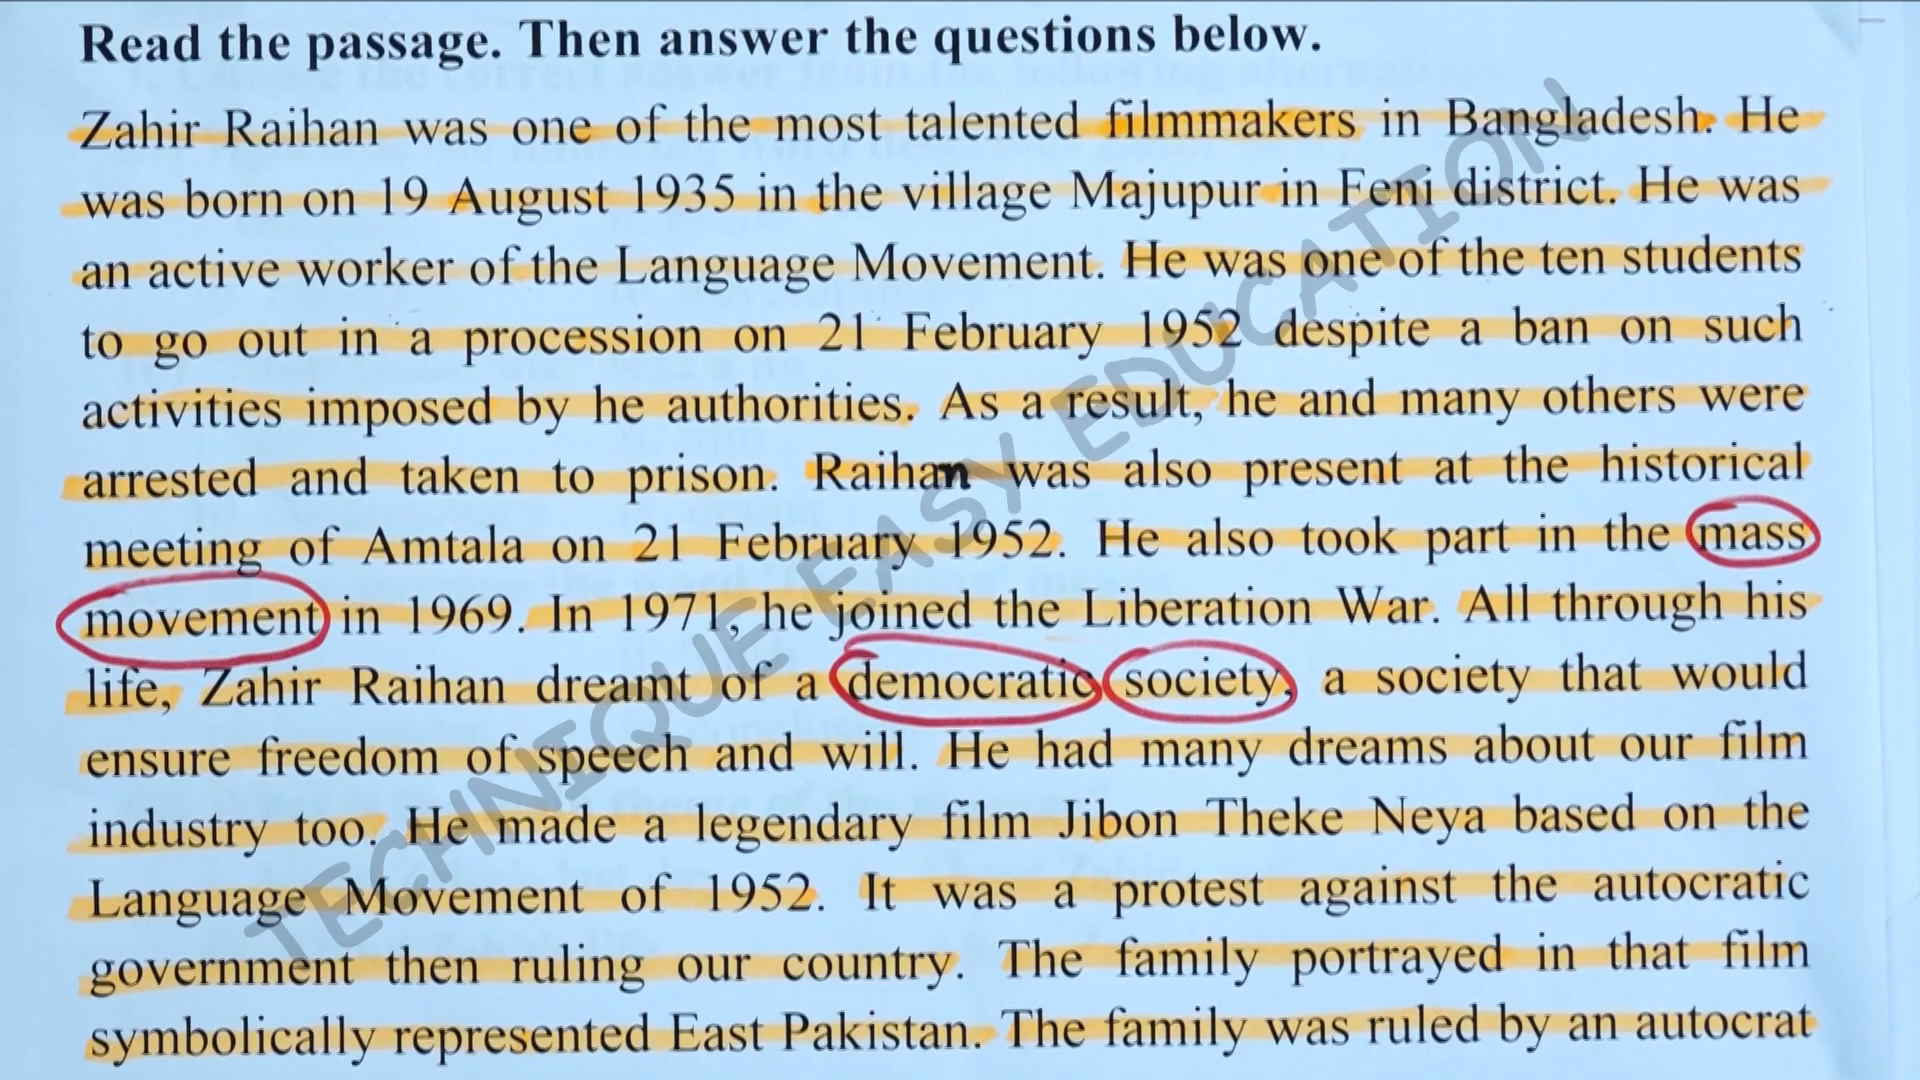 Read the passage. Then answer the questions below.
Zahir Raihan was one of the most talented filmmakers in Bangladesh. He
was born on 19 August 1935 in the village Majupur in Feni district. He was
an active worker of the Language Movement. He was one of the ten students
to go out in a procession on 21 February 1952 despite a ban on such
activities imposed by he authorities. As a result, he and many others were
arrested and taken to prison. Raihan was also present at the historical
meeting of Amtala on 21 February 1952. He also took part in the mass
movement in 1969. In 1971, he joined the Liberation War. All through his
life, Zahir Raihan dreamt of a democratic society, a society that would
ensure freedom of speech and will. He had many dreams about our film
industry too. He made a legendary film Jibon Theke Neya based on the
Language Movement of 1952. It was a protest against the autocratic
government then ruling our country. The family portrayed in that film
symbolically represented East Pakistan. The family was ruled by an autocrat
TECHNIQUE EASY EDUCATION